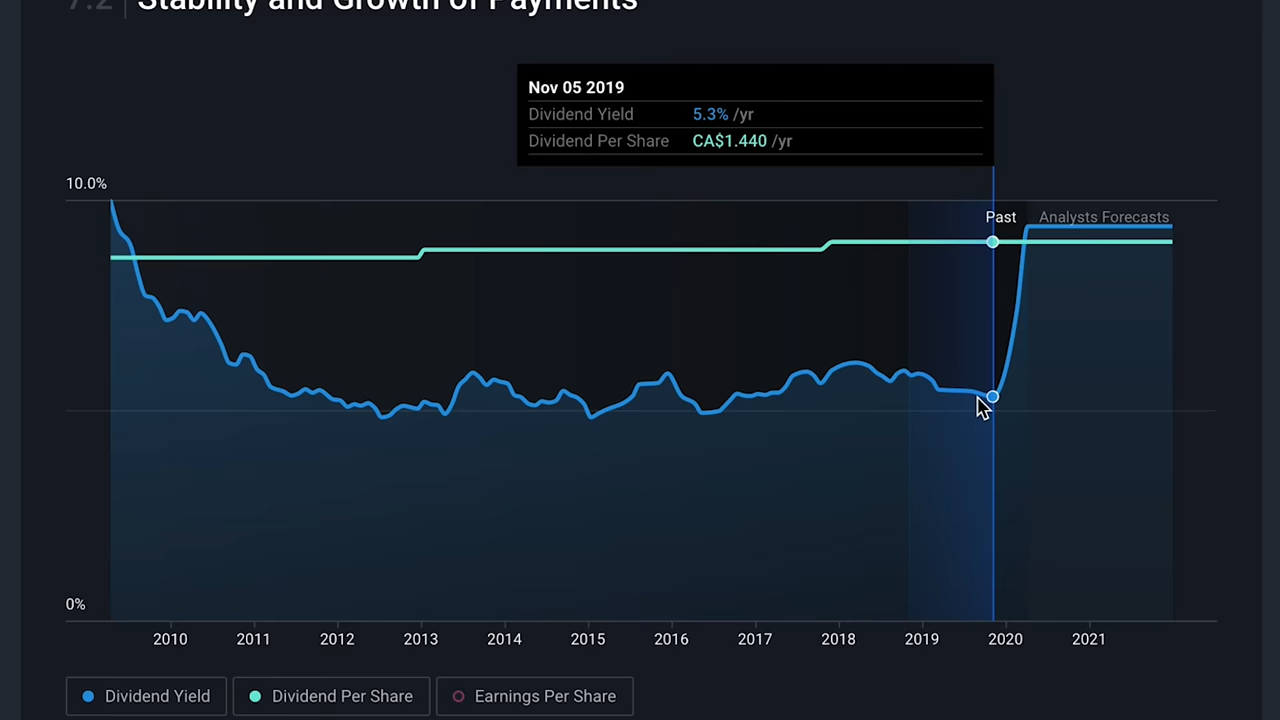 7.2 Stability and Growth of Payments
Nov 05 2019
Dividend Yield 5.3% /yr
Dividend Per Share CA$1.440 /yr
10.0%
Past Analysts Forecasts
0%
2010 2011 2012 2013 2014 2015 2016 2017 2018 2019 2020 2021
Dividend Yield Dividend Per Share Earnings Per Share